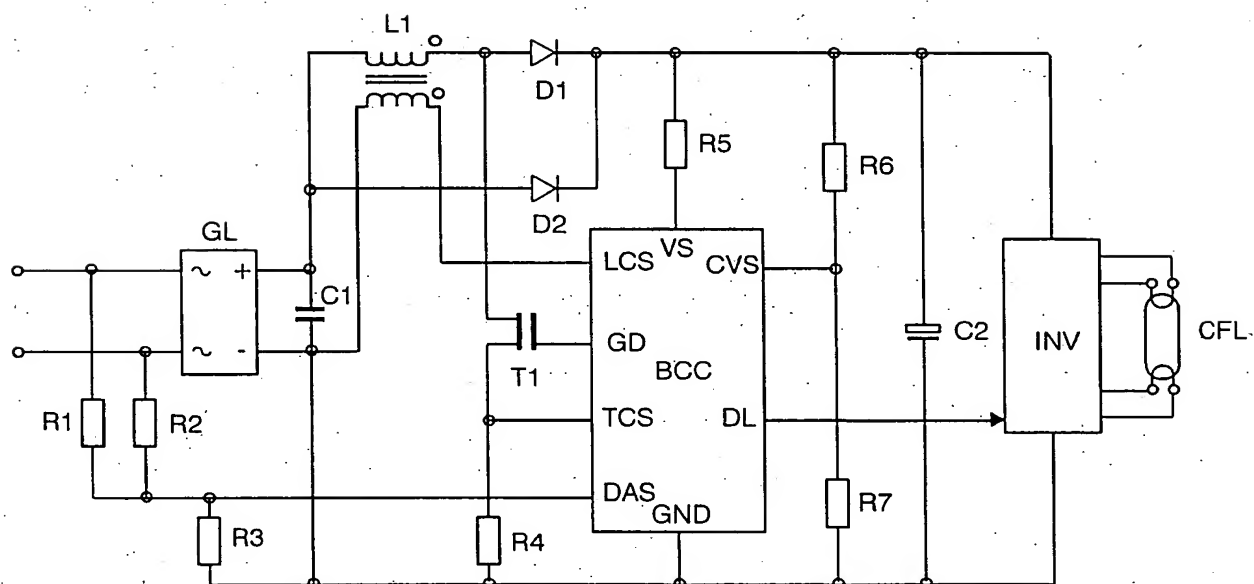 L1
D1
R5
R6
D2
GL
VS
LCS
CVS
~ +
C1
~ -
GD
T1
BCC
C2
INV
CFL
R1
R2
TCS
DL
DAS
GND
R7
R3
R4